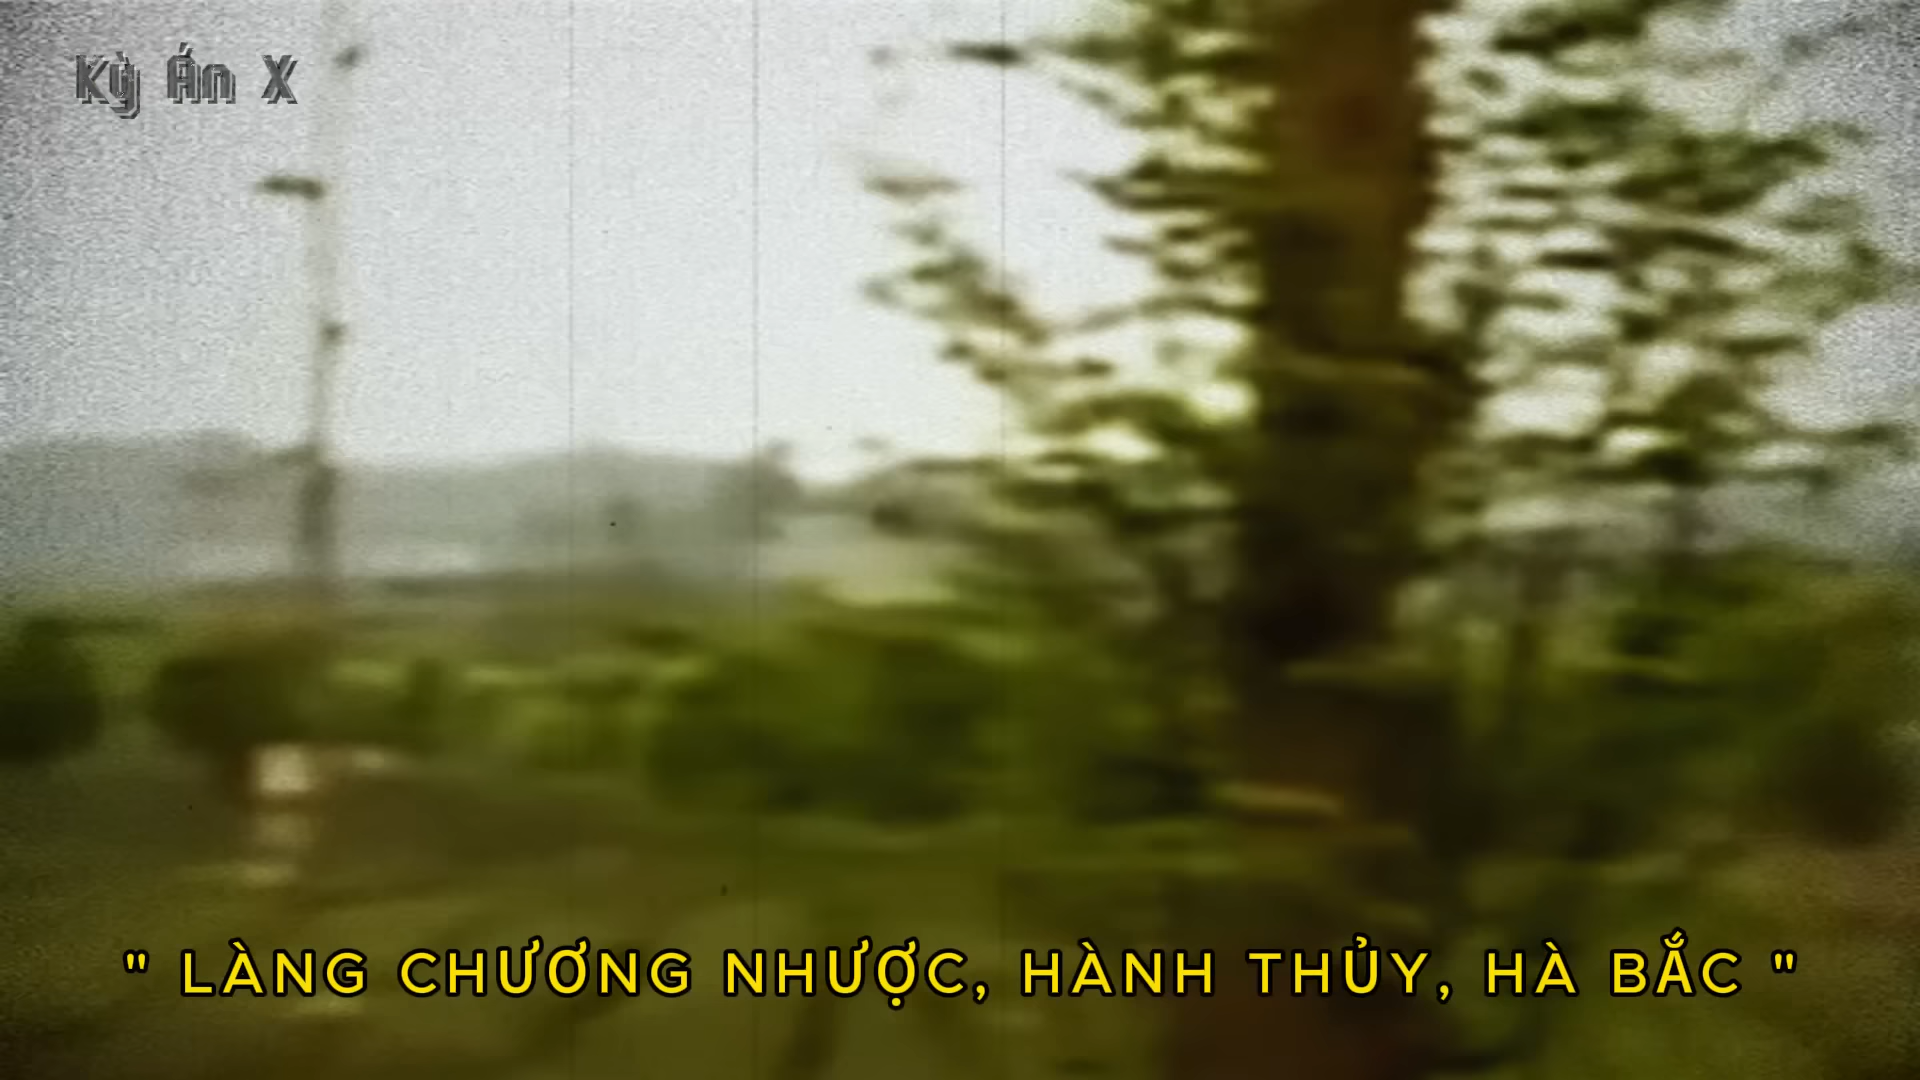 Kỳ Án X
" LÀNG CHƯƠNG NHƯỢC, HÀNH THỦY, HÀ BẮC "